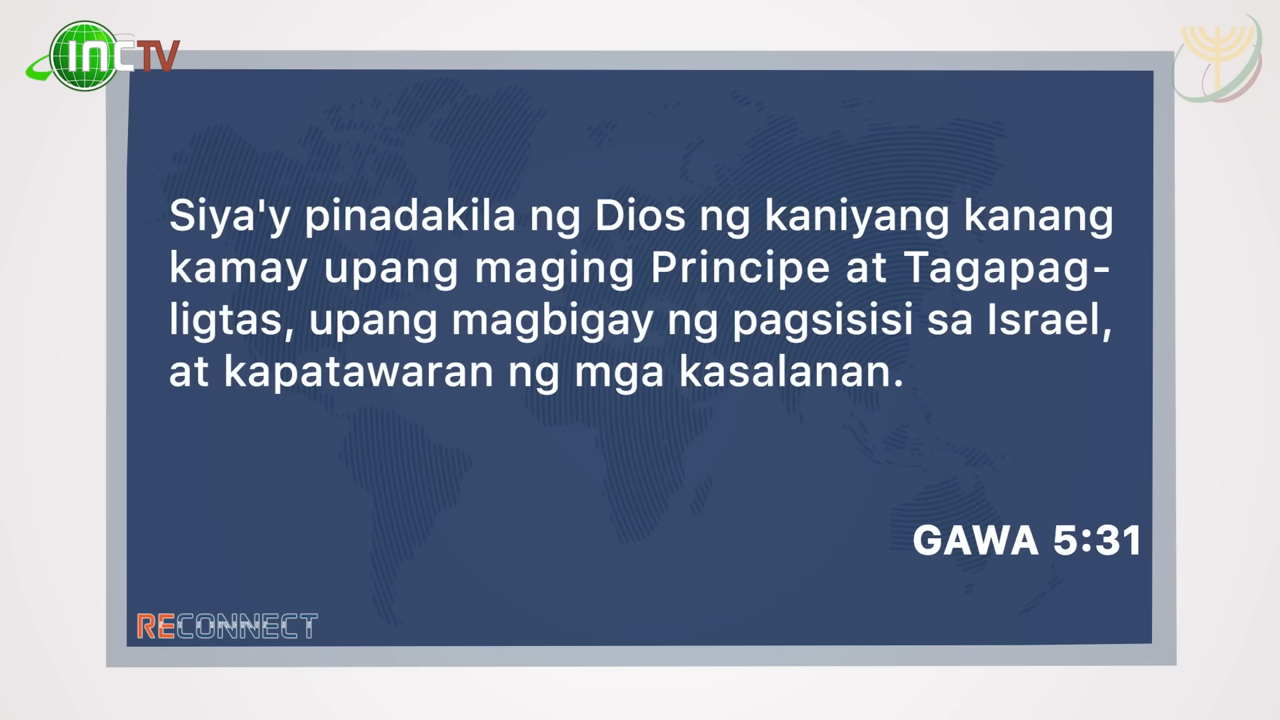 INCTV
Siya'y pinadakila ng Dios ng kaniyang kanang
kamay upang maging Principe at Tagapag-
ligtas, upang magbigay ng pagsisisi sa Israel,
at kapatawaran ng mga kasalanan.
GAWA 5:31
RECONNECT